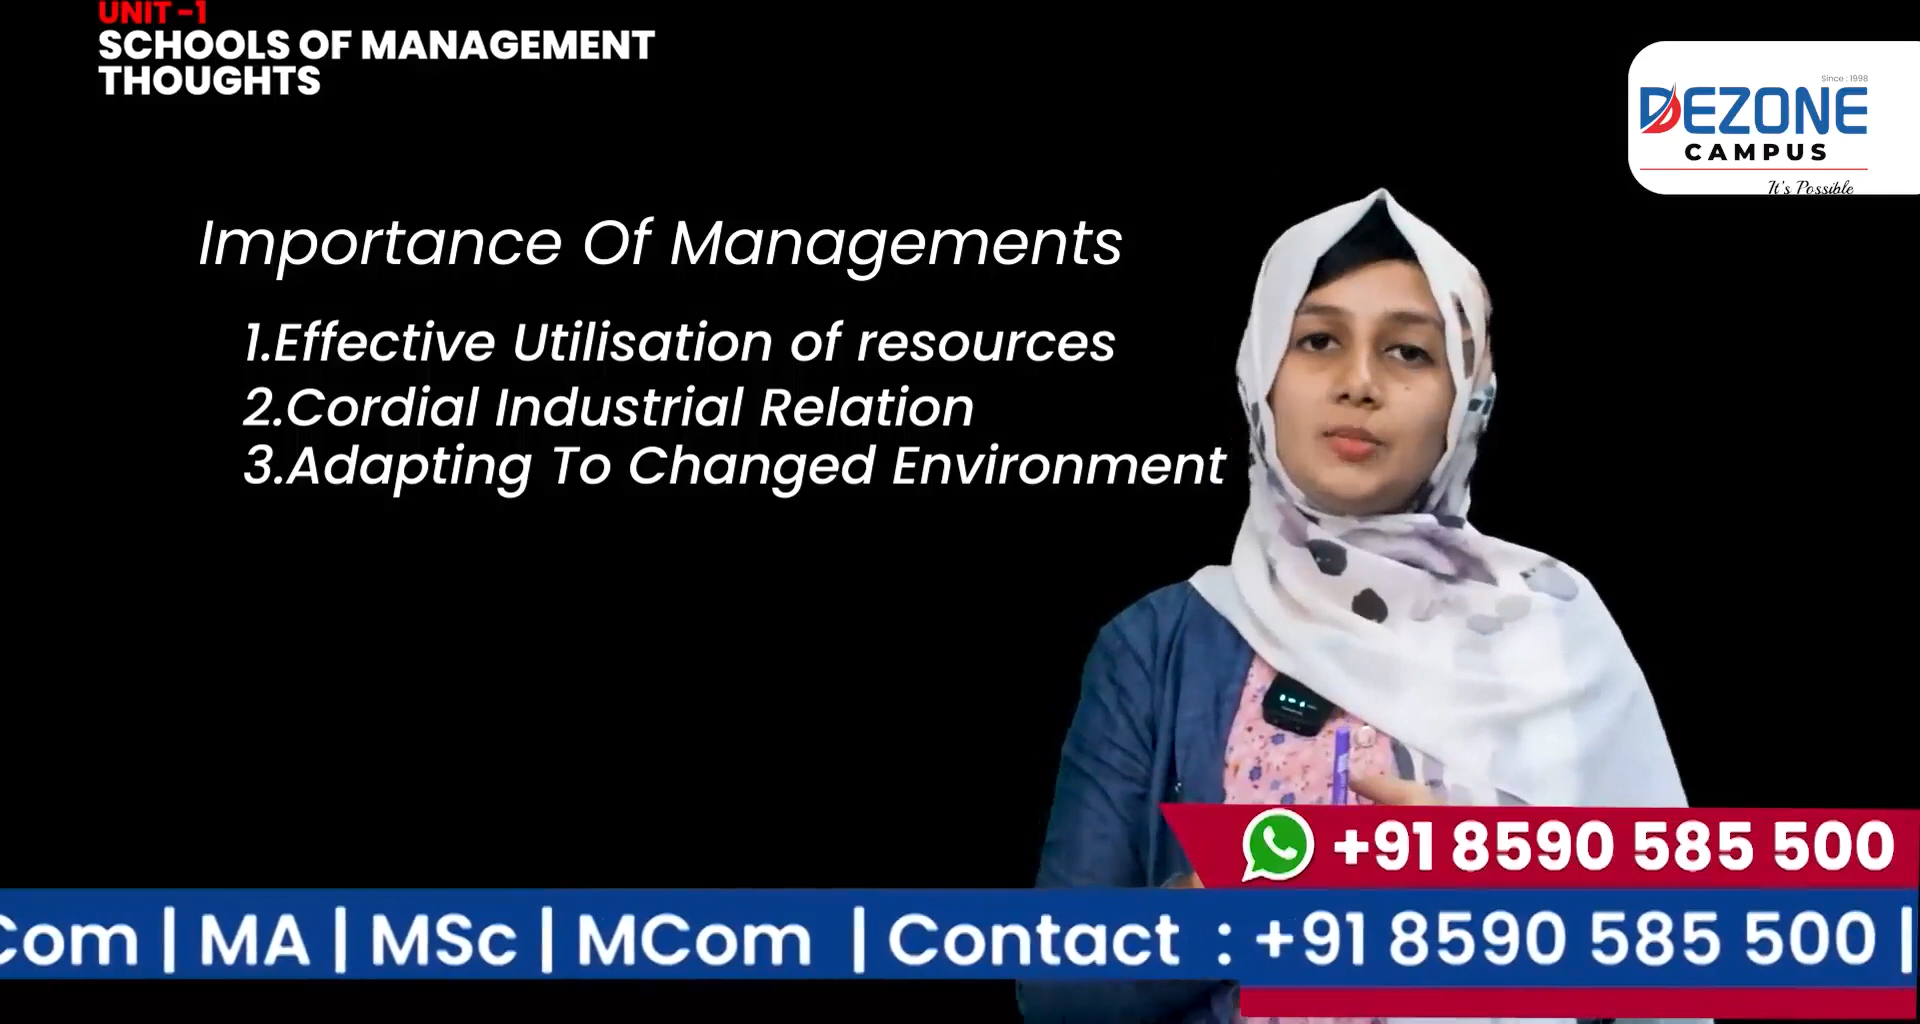 UNIT -1
SCHOOLS OF MANAGEMENT
THOUGHTS
Since : 1998
DEZONE
CAMPUS
It's Possible
Importance Of Managements
1.Effective Utilisation of resources
2.Cordial Industrial Relation
3.Adapting To Changed Environment
+91 8590 585 500
Com | MA | MSc | MCom | Contact : +91 8590 585 500 |